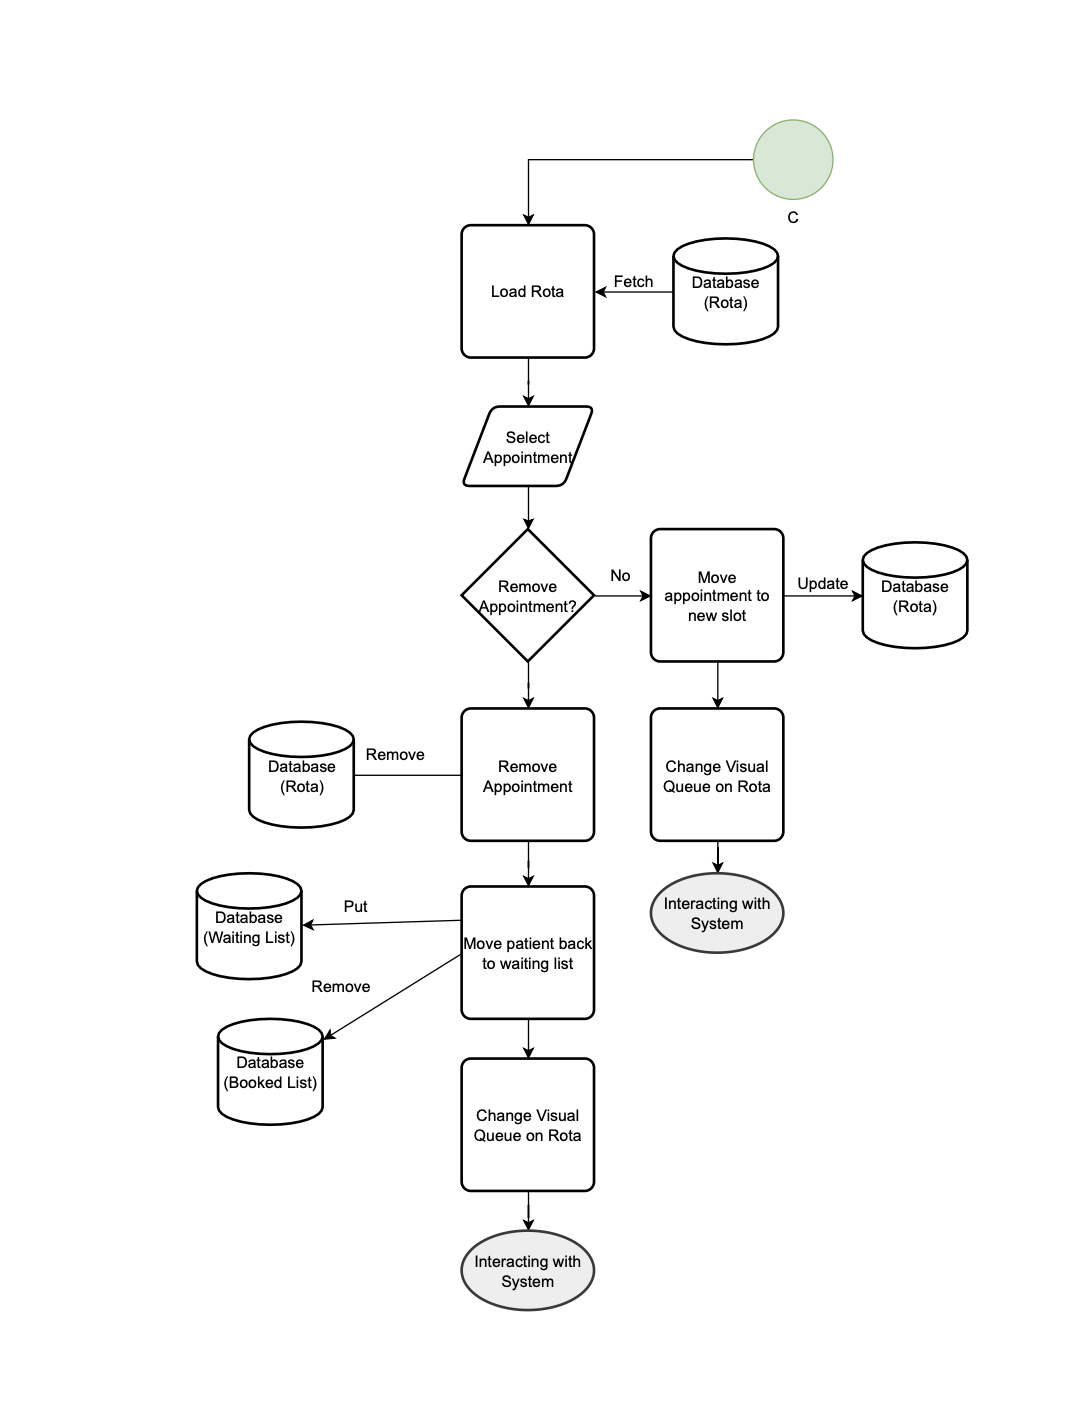 C
Load Rota
Fetch
Database
(Rota)
Select
Appointment
Remove
Appointment?
No
Move
appointment to
new slot
Update
Database
(Rota)
Database
(Rota)
Remove
Remove
Appointment
Change Visual
Queue on Rota
Interacting with
System
Database
(Waiting List)
Put
Move patient back
to waiting list
Remove
Database
(Booked List)
Change Visual
Queue on Rota
Interacting with
System